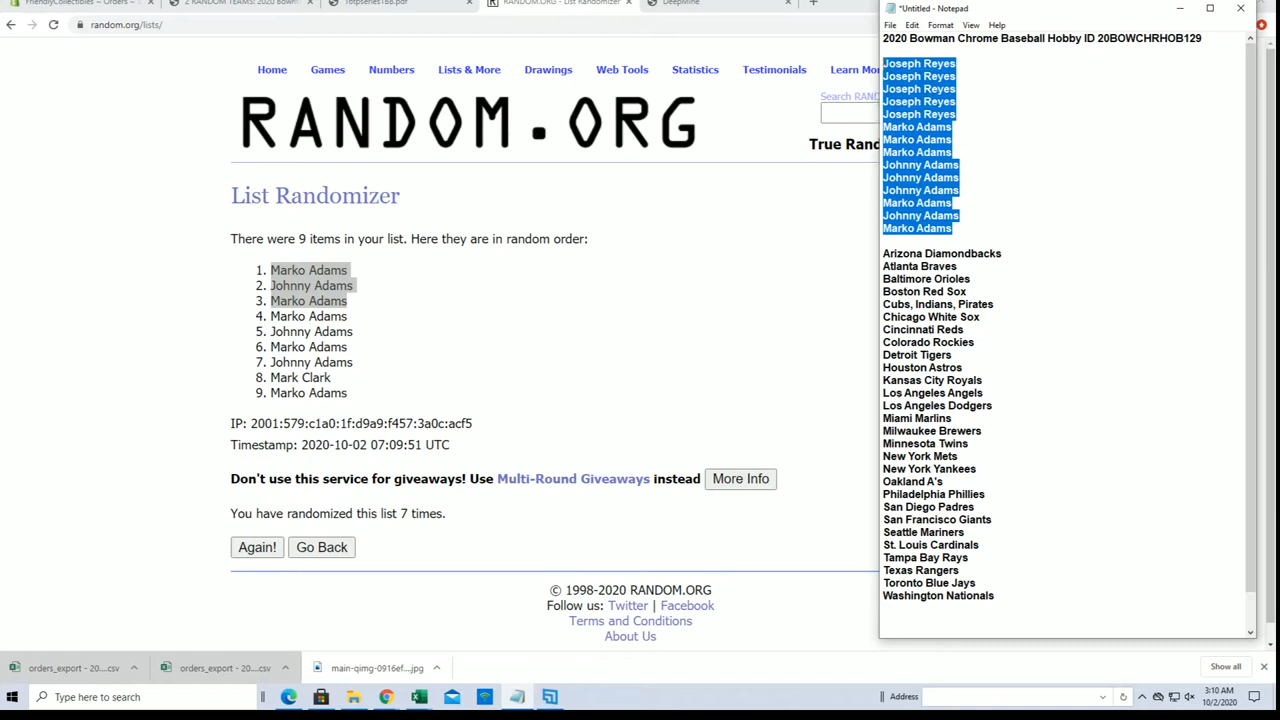 FriendlyCollectibles ~ Orders ~
2 RANDOM TEAMS: 2020 Bowm
Totpseries188.pdf
RANDOM.ORG - List Randomizer
DeepMine
random.org/lists/
Home Games Numbers Lists & More Drawings Web Tools Statistics Testimonials Learn Mo
Search RAND
RANDOM.ORG
True Rand
List Randomizer
There were 9 items in your list. Here they are in random order:
1. Marko Adams
2. Johnny Adams
3. Marko Adams
4. Marko Adams
5. Johnny Adams
6. Marko Adams
7. Johnny Adams
8. Mark Clark
9. Marko Adams
IP: 2001:579:c1a0:1f:d9a9:f457:3a0c:acf5
Timestamp: 2020-10-02 07:09:51 UTC
Don't use this service for giveaways! Use Multi-Round Giveaways instead More Info
You have randomized this list 7 times.
Again! Go Back
© 1998-2020 RANDOM.ORG
Follow us: Twitter | Facebook
Terms and Conditions
About Us
*Untitled - Notepad
File Edit Format View Help
2020 Bowman Chrome Baseball Hobby ID 20BOWCHRHOB129
Joseph Reyes
Joseph Reyes
Joseph Reyes
Joseph Reyes
Joseph Reyes
Marko Adams
Marko Adams
Marko Adams
Johnny Adams
Johnny Adams
Johnny Adams
Marko Adams
Johnny Adams
Marko Adams
Arizona Diamondbacks
Atlanta Braves
Baltimore Orioles
Boston Red Sox
Cubs, Indians, Pirates
Chicago White Sox
Cincinnati Reds
Colorado Rockies
Detroit Tigers
Houston Astros
Kansas City Royals
Los Angeles Angels
Los Angeles Dodgers
Miami Marlins
Milwaukee Brewers
Minnesota Twins
New York Mets
New York Yankees
Oakland A's
Philadelphia Phillies
San Diego Padres
San Francisco Giants
Seattle Mariners
St. Louis Cardinals
Tampa Bay Rays
Texas Rangers
Toronto Blue Jays
Washington Nationals
orders_export - 20....csv
orders_export - 20....csv
main-qimg-0916ef....jpg
Show all
Type here to search
Address
3:10 AM
10/2/2020